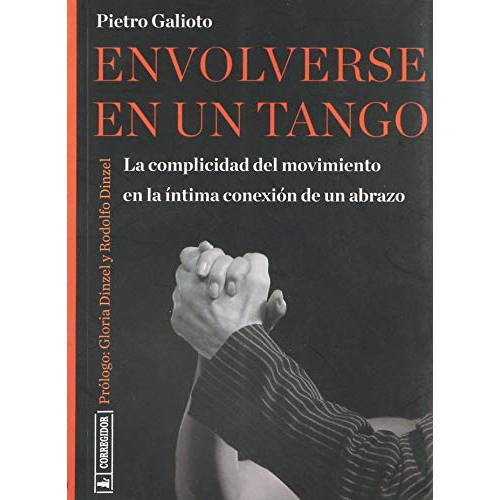 Pietro Galioto
ENVOLVERSE
EN UN TANGO
La complicidad del movimiento
en la íntima conexión de un abrazo
Prólogo: Gloria Dinzel y Rodolfo Dinzel
CORREGIDOR